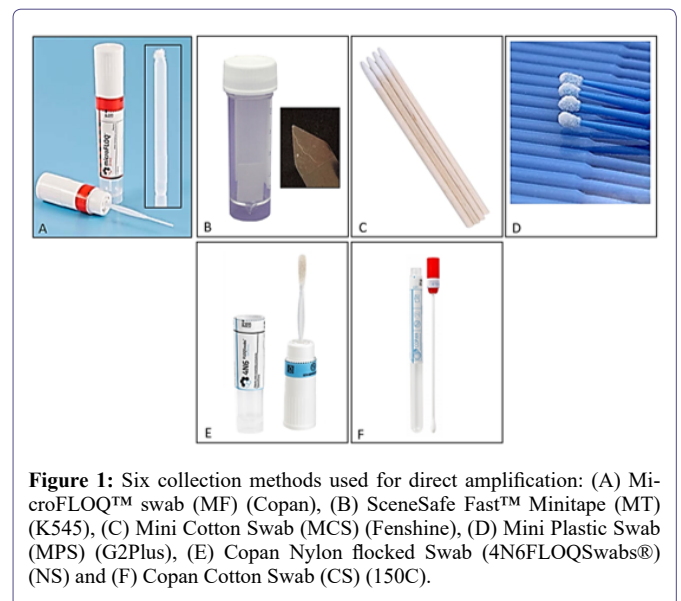 A
B
C
D
4N6
E
F
Figure 1: Six collection methods used for direct amplification: (A) Mi-
croFLOQ™ swab (MF) (Copan), (B) SceneSafe Fast™ Minitape (MT)
(K545), (C) Mini Cotton Swab (MCS) (Fenshine), (D) Mini Plastic Swab
(MPS) (G2Plus), (E) Copan Nylon flocked Swab (4N6FLOQSwabs®)
(NS) and (F) Copan Cotton Swab (CS) (150C).